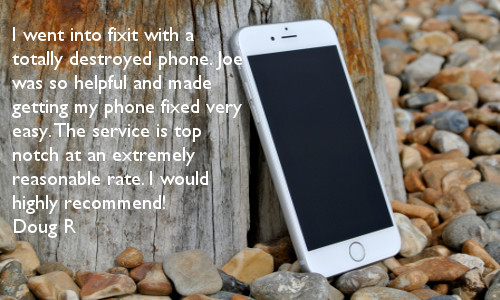 I went into fixit with a
totally destroyed phone. Joe
was so helpful and made
getting my phone fixed very
easy. The service is top
notch at an extremely
reasonable rate. I would
highly recommend!
Doug R